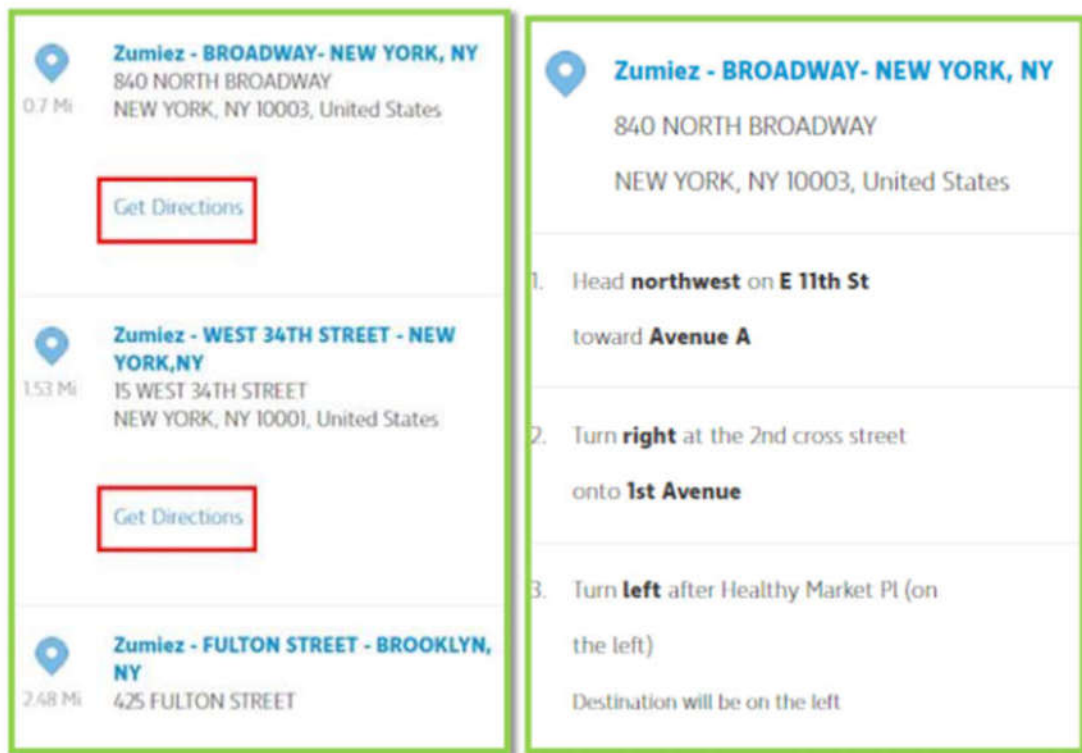 Zumiez - BROADWAY- NEW YORK, NY
840 NORTH BROADWAY
0.7 Mi
NEW YORK, NY 10003, United States
Get Directions
Zumiez - WEST 34TH STREET - NEW
YORK,NY
1.53 Mi
15 WEST 34TH STREET
NEW YORK, NY 10001, United States
Get Directions
Zumiez - FULTON STREET - BROOKLYN,
NY
2.48 Mi
425 FULTON STREET
Zumiez - BROADWAY- NEW YORK, NY
840 NORTH BROADWAY
NEW YORK, NY 10003, United States
1. Head northwest on E 11th St
toward Avenue A
2. Turn right at the 2nd cross street
onto 1st Avenue
3. Turn left after Healthy Market Pl (on
the left)
Destination will be on the left